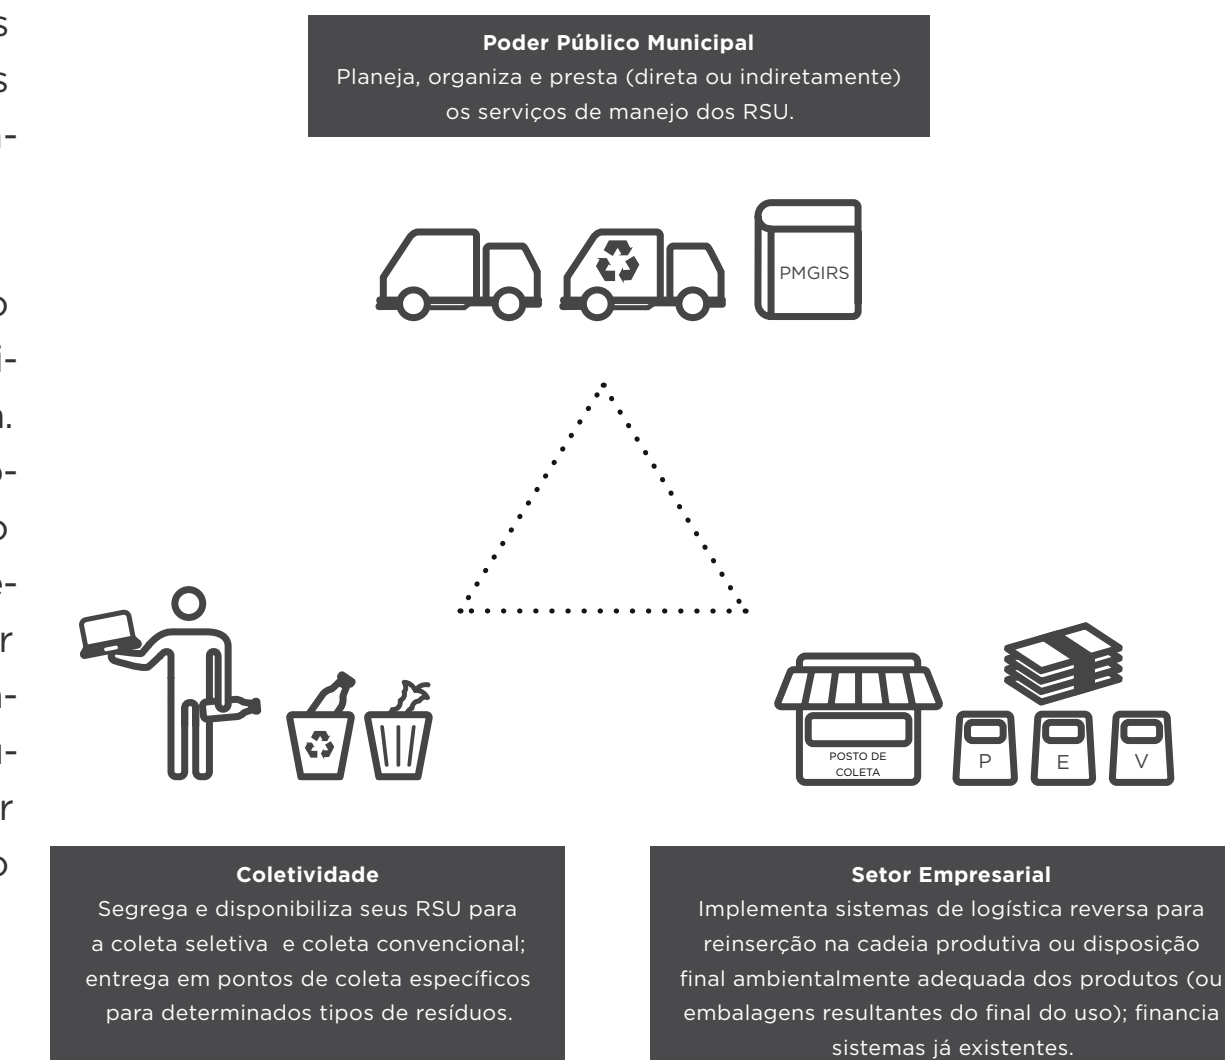 Poder Público Municipal
Planeja, organiza e presta (direta ou indiretamente)
os serviços de manejo dos RSU.
PMGIRS
POSTO DE
COLETA
P E V
Coletividade
Segrega e disponibiliza seus RSU para
a coleta seletiva e coleta convencional;
entrega em pontos de coleta específicos
para determinados tipos de resíduos.
Setor Empresarial
Implementa sistemas de logística reversa para
reinserção na cadeia produtiva ou disposição
final ambientalmente adequada dos produtos (ou
embalagens resultantes do final do uso); financia
sistemas já existentes.